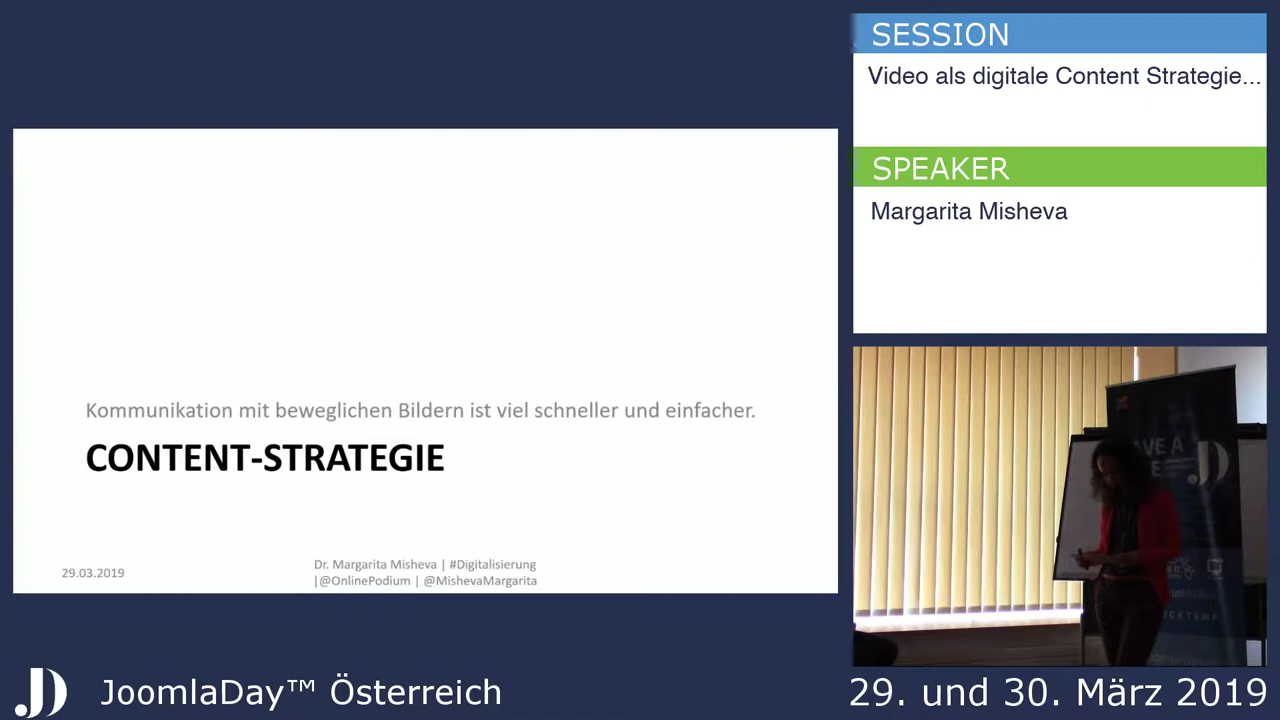 SESSION
Video als digitale Content Strategie...
SPEAKER
Margarita Misheva
Kommunikation mit beweglichen Bildern ist viel schneller und einfacher.
CONTENT-STRATEGIE
29.03.2019
Dr. Margarita Misheva | #Digitalisierung
|@OnlinePodium | @MishevaMargarita
JoomlaDay™ Österreich
29. und 30. März 2019